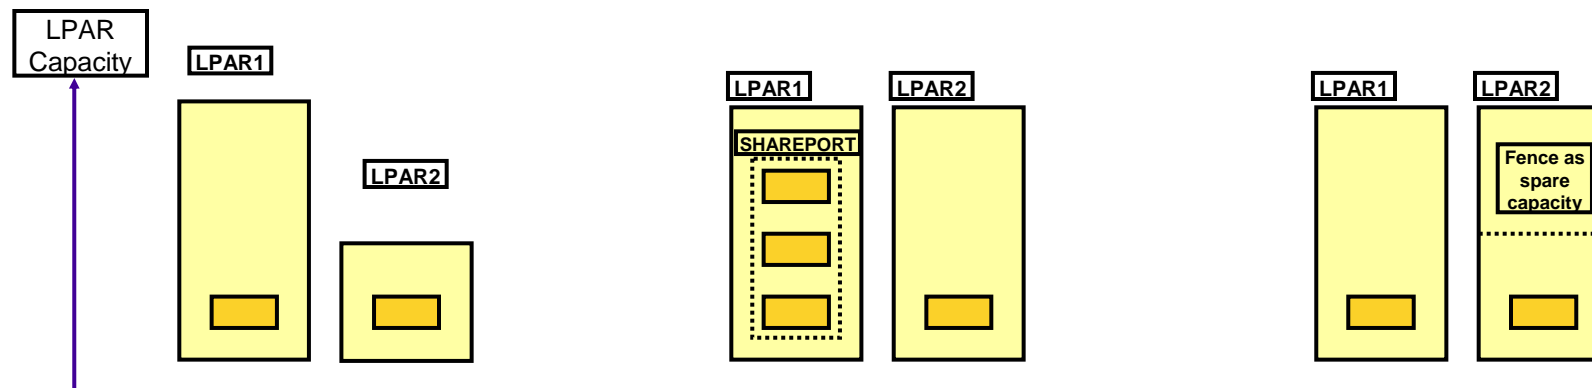 LPAR
Capacity
LPAR1
LPAR2
LPAR1
LPAR2
SHAREPORT
LPAR1
LPAR2
Fence as
spare
capacity